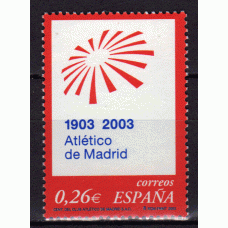 1903 2003
Atlético
de Madrid
correos
0,26€ ESPAÑA